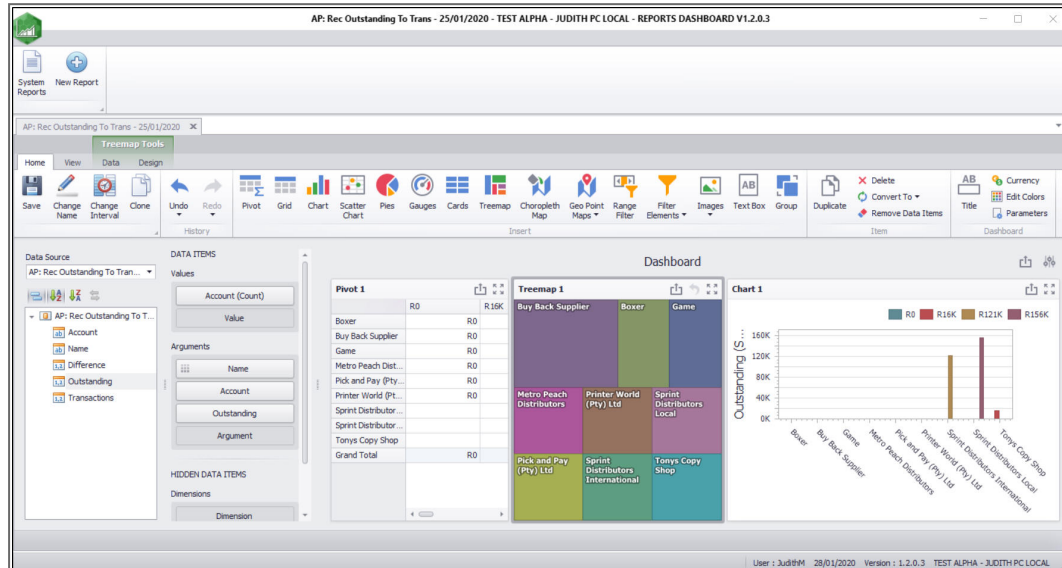 AP: Rec Outstanding To Trans - 25/01/2020 - TEST ALPHA - JUDITH PC LOCAL - REPORTS DASHBOARD V1.2.0.3
System Reports
New Report
AP: Rec Outstanding To Trans - 25/01/2020
Treemap Tools
Home View Data Design
Save
Change Name
Change Interval
Clone
Undo
Redo
Pivot
Grid
Chart
Scatter Chart
Pies
Gauges
Cards
Treemap
Choropleth Map
Geo Point Maps
Range Filter
Filter Elements
Images
Text Box
Group
Duplicate
Delete
Convert To
Remove Data Items
AB
Title
Currency
Edit Colors
Parameters
History
Insert
Item
Dashboard
Data Source
AP: Rec Outstanding To Tran...
AP: Rec Outstanding To T...
Account
Name
Difference
Outstanding
Transactions
DATA ITEMS
Values
Account (Count)
Value
Arguments
Name
Account
Outstanding
Argument
HIDDEN DATA ITEMS
Dimensions
Dimension
Dashboard
Pivot 1
R0 R16K
Boxer R0
Buy Back Supplier R0
Game R0
Metro Peach Dist... R0
Pick and Pay (Pty... R0
Printer World (Pt... R0
Sprint Distributor...
Sprint Distributor...
Tonys Copy Shop
Grand Total R0
Treemap 1
Buy Back Supplier
Boxer
Game
Metro Peach Distributors
Printer World (Pty) Ltd
Sprint Distributors Local
Pick and Pay (Pty) Ltd
Sprint Distributors International
Tonys Copy Shop
Chart 1
R0 R16K R121K R156K
Outstanding (S...
160K
120K
80K
40K
0K
Boxer
Buy Back Supplier
Game
Metro Peach Distributors
Pick and Pay (Pty) Ltd
Printer World (Pty) Ltd
Sprint Distributors International
Sprint Distributors Local
Tonys Copy Shop
User : JudithM 28/01/2020 Version : 1.2.0.3 TEST ALPHA - JUDITH PC LOCAL